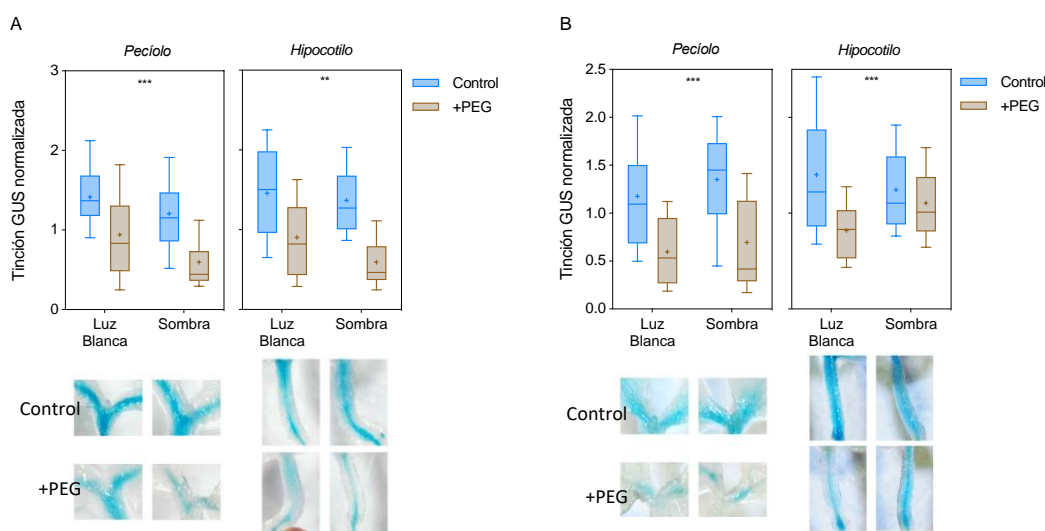 A
Pecíolo
Hipocotilo
Tinción GUS normalizada
3
2
1
0
***
**
Control
+PEG
Luz
Blanca
Sombra
Luz
Blanca
Sombra
Control
+PEG
B
Pecíolo
Hipocotilo
Tinción GUS normalizada
2.5
2.0
1.5
1.0
0.5
0.0
***
***
Control
+PEG
Luz
Blanca
Sombra
Luz
Blanca
Sombra
Control
+PEG